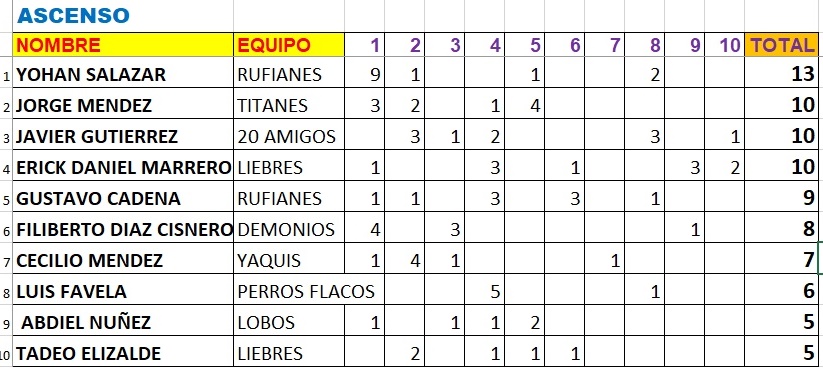 ASCENSO
NOMBRE EQUIPO 1 2 3 4 5 6 7 8 9 10 TOTAL
1 YOHAN SALAZAR RUFIANES 9 1 1 2 13
2 JORGE MENDEZ TITANES 3 2 1 4 10
3 JAVIER GUTIERREZ 20 AMIGOS 3 1 2 3 1 10
4 ERICK DANIEL MARRERO LIEBRES 1 3 1 3 2 10
5 GUSTAVO CADENA RUFIANES 1 1 3 3 1 9
6 FILIBERTO DIAZ CISNERO DEMONIOS 4 3 1 8
7 CECILIO MENDEZ YAQUIS 1 4 1 1 7
8 LUIS FAVELA PERROS FLACOS 5 1 6
9 ABDIEL NUÑEZ LOBOS 1 1 1 2 5
10 TADEO ELIZALDE LIEBRES 2 1 1 1 5